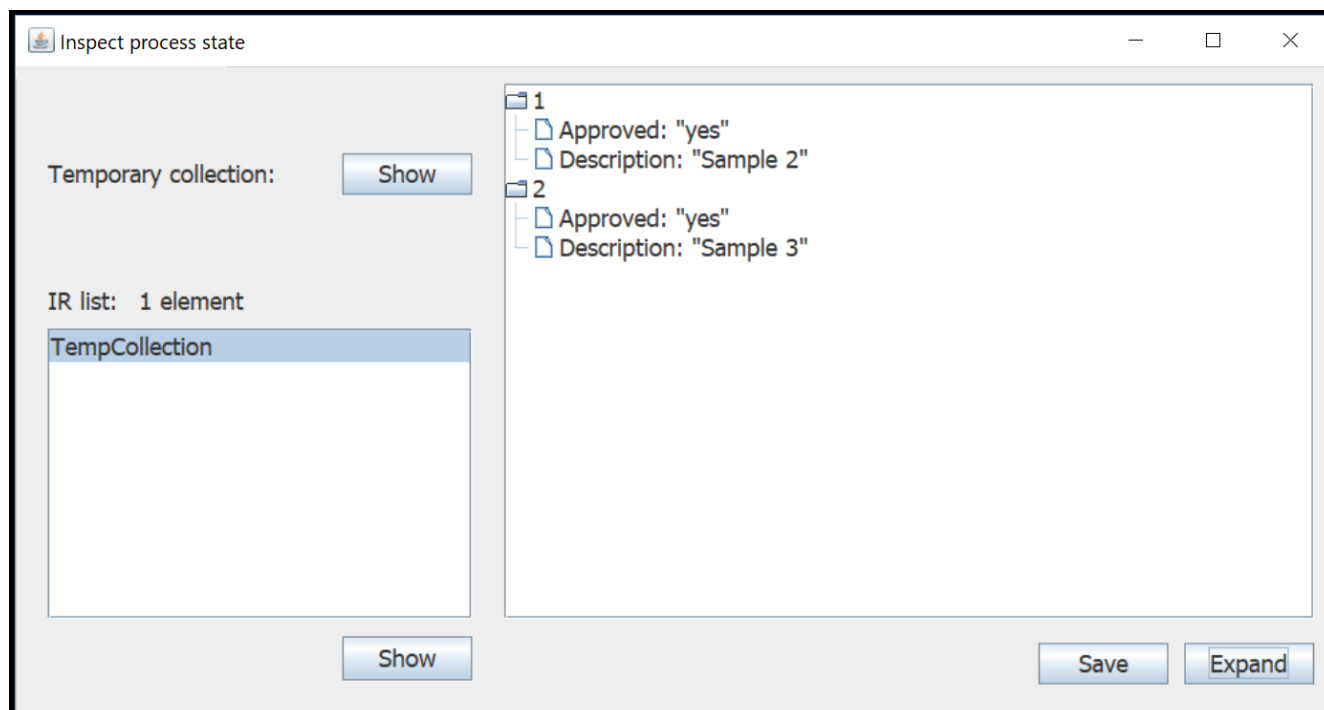 Inspect process state
Temporary collection:
Show
IR list: 1 element
TempCollection
Show
1
Approved: "yes"
Description: "Sample 2"
2
Approved: "yes"
Description: "Sample 3"
Save
Expand